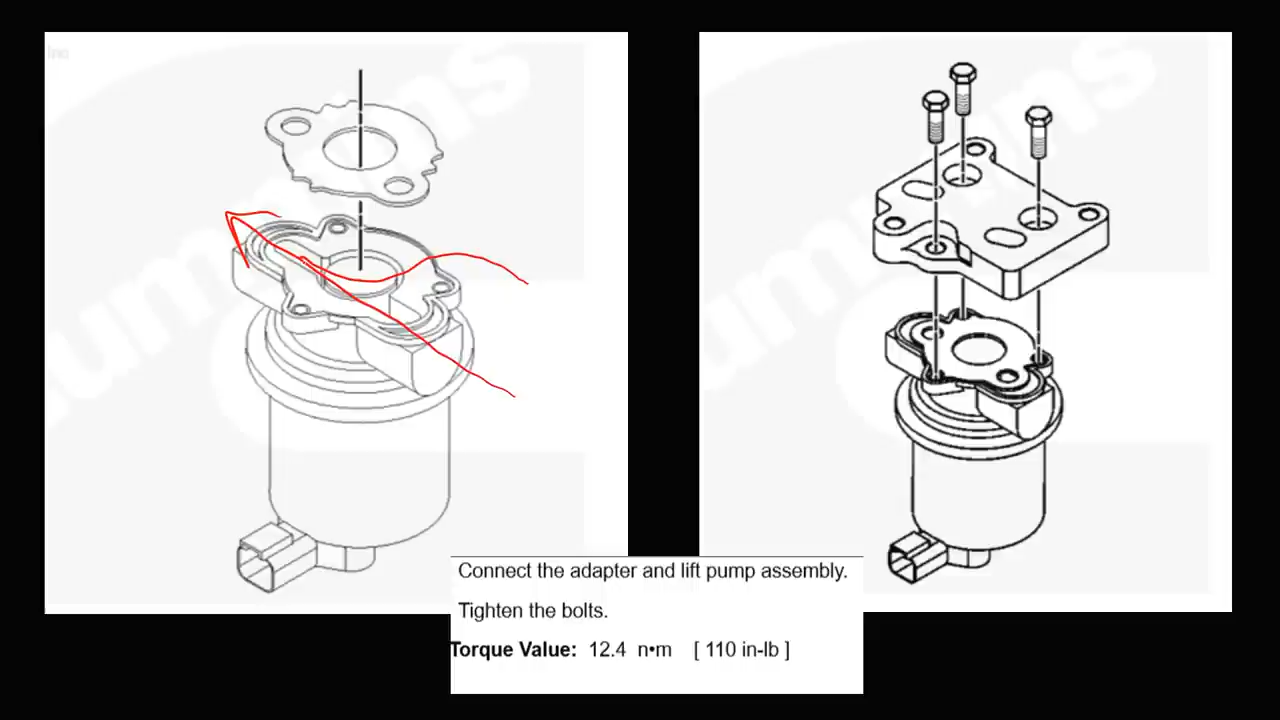 Connect the adapter and lift pump assembly.
Tighten the bolts.
Torque Value: 12.4 n•m [ 110 in-lb ]